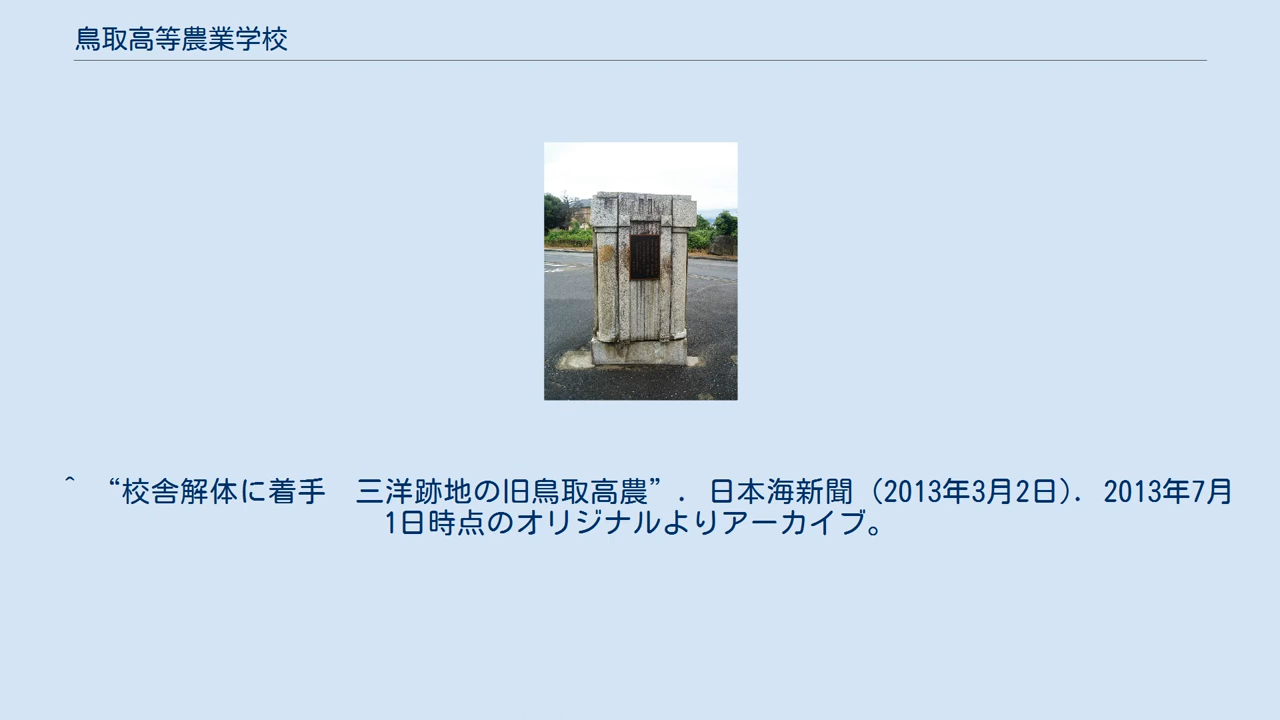 鳥取高等農業学校
^ “校舎解体に着手　三洋跡地の旧鳥取高農”. 日本海新聞 (2013年3月2日). 2013年7月
1日時点のオリジナルよりアーカイブ。